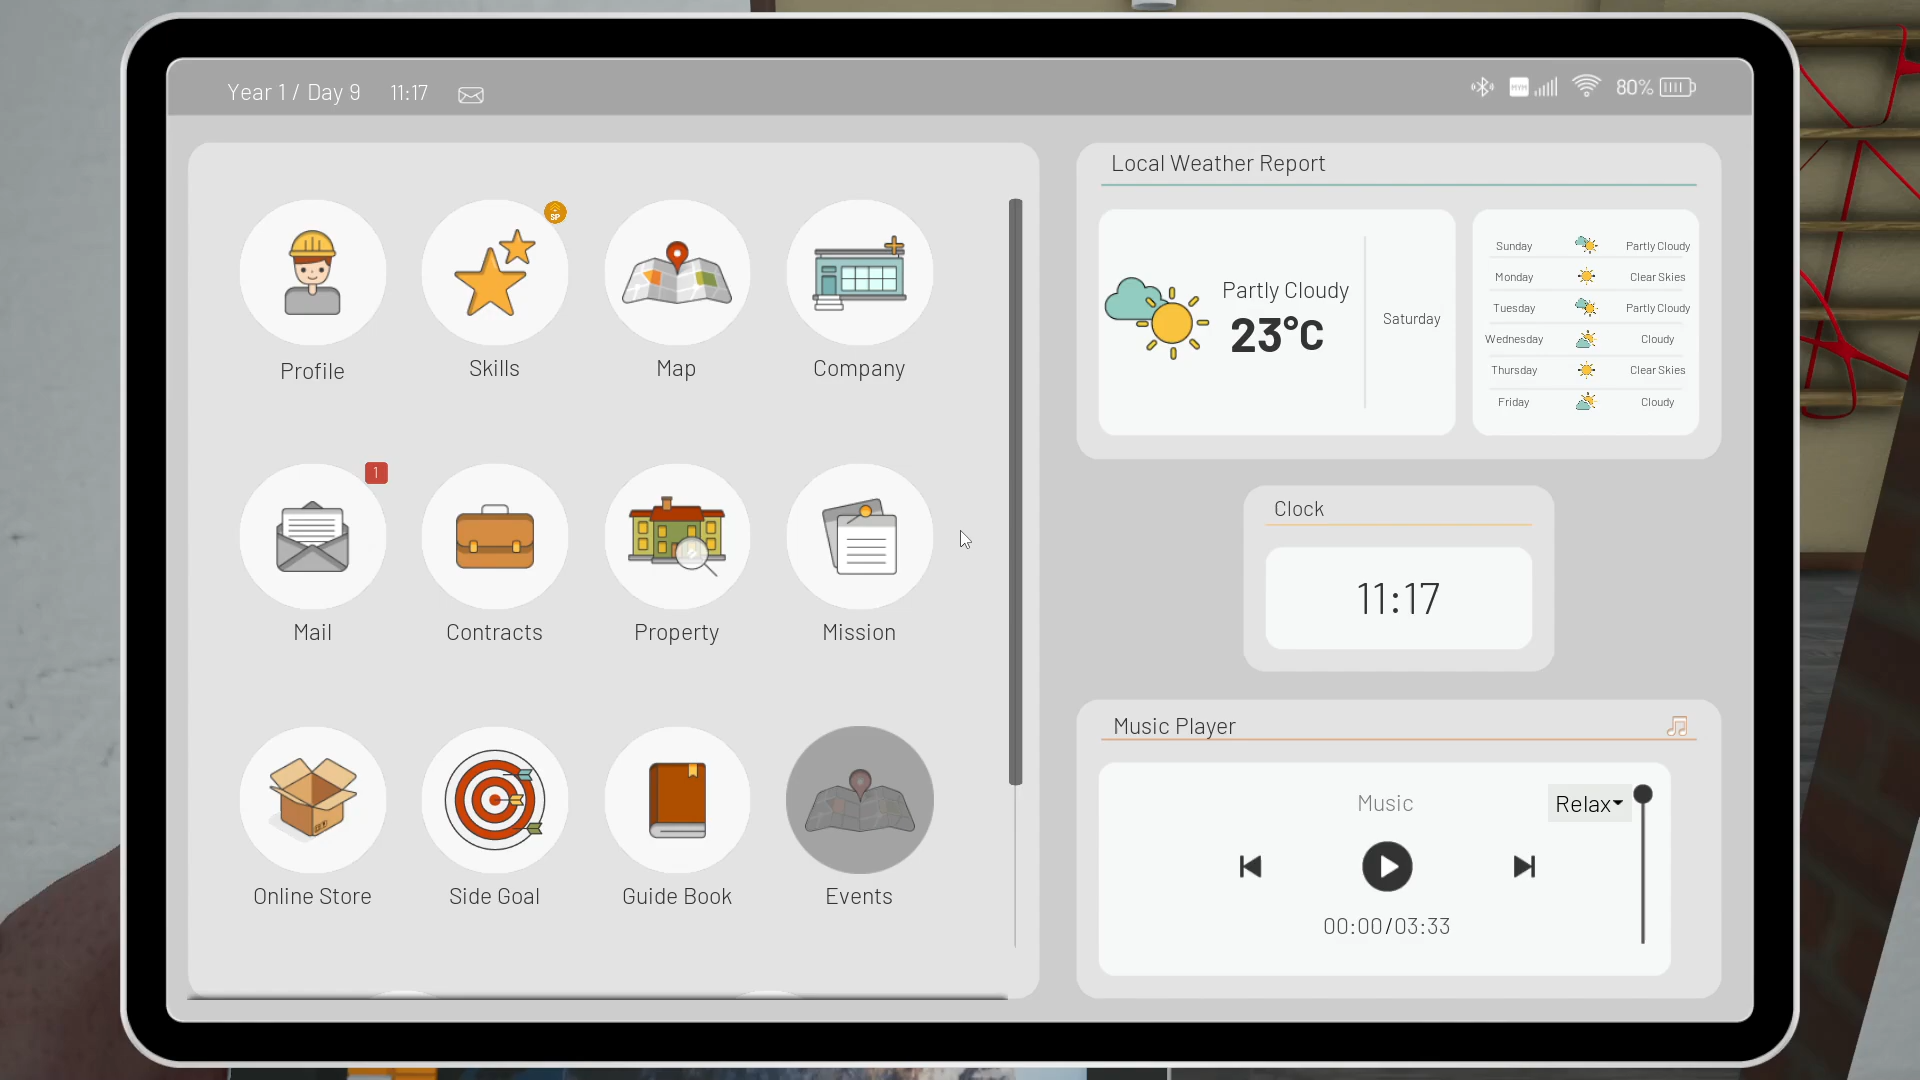 Year 1 / Day 9 11:17
80%
SP
Profile Skills Map Company
1
Mail Contracts Property Mission
Online Store Side Goal Guide Book Events
Local Weather Report
Partly Cloudy
23°C
Saturday
Sunday Partly Cloudy
Monday Clear Skies
Tuesday Partly Cloudy
Wednesday Cloudy
Thursday Clear Skies
Friday Cloudy
Clock
11:17
Music Player
Music
Relax
00:00/03:33